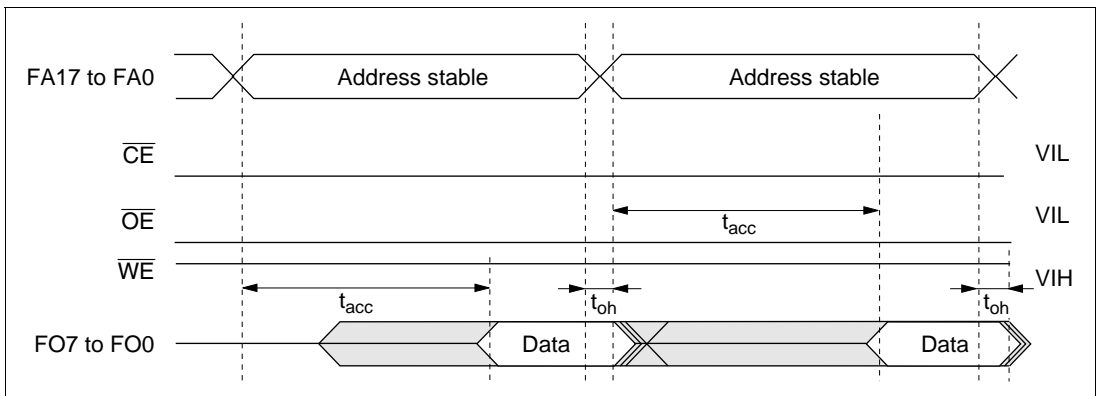 FA17 to FA0
Address stable
Address stable
CE
VIL
OE
VIL
tacc
WE
VIH
tacc
toh
toh
FO7 to FO0
Data
Data